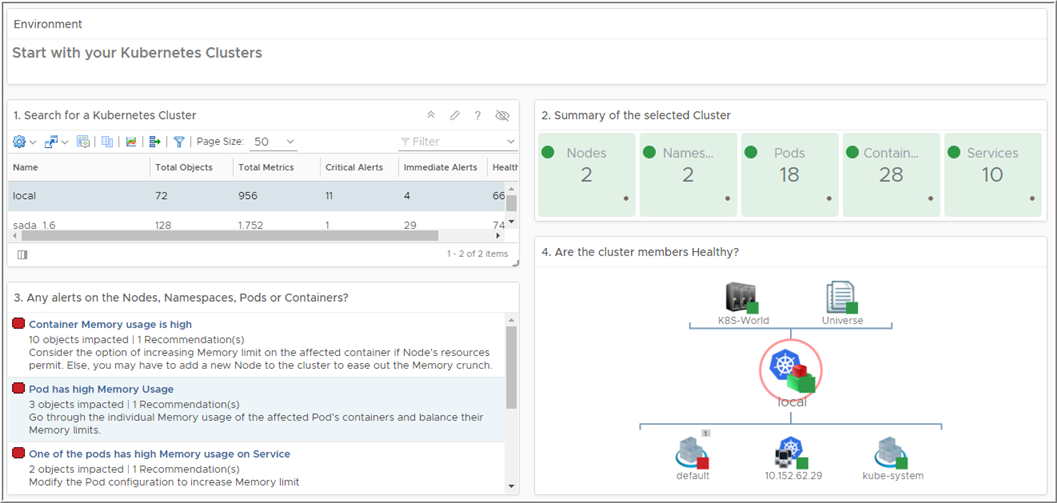 Environment
Start with your Kubernetes Clusters
1. Search for a Kubernetes Cluster
?
Page Size: 50
Filter
Name Total Objects Total Metrics Critical Alerts Immediate Alerts Health
local 72 956 11 4 66
sada_1.6 128 1.752 1 29 74
1 - 2 of 2 items
2. Summary of the selected Cluster
Nodes Names... Pods Contain... Services
2 2 18 28 10
3. Any alerts on the Nodes, Namespaces, Pods or Containers?
Container Memory usage is high
10 objects impacted | 1 Recommendation(s)
Consider the option of increasing Memory limit on the affected container if Node's resources
permit. Else, you may have to add a new Node to the cluster to ease out the Memory crunch.
Pod has high Memory Usage
3 objects impacted | 1 Recommendation(s)
Go through the individual Memory usage of the affected Pod's containers and balance their
Memory limits.
One of the pods has high Memory usage on Service
2 objects impacted | 1 Recommendation(s)
Modify the Pod configuration to increase Memory limit
4. Are the cluster members Healthy?
K8S-World Universe
local
1
default 10.152.62.29 kube-system